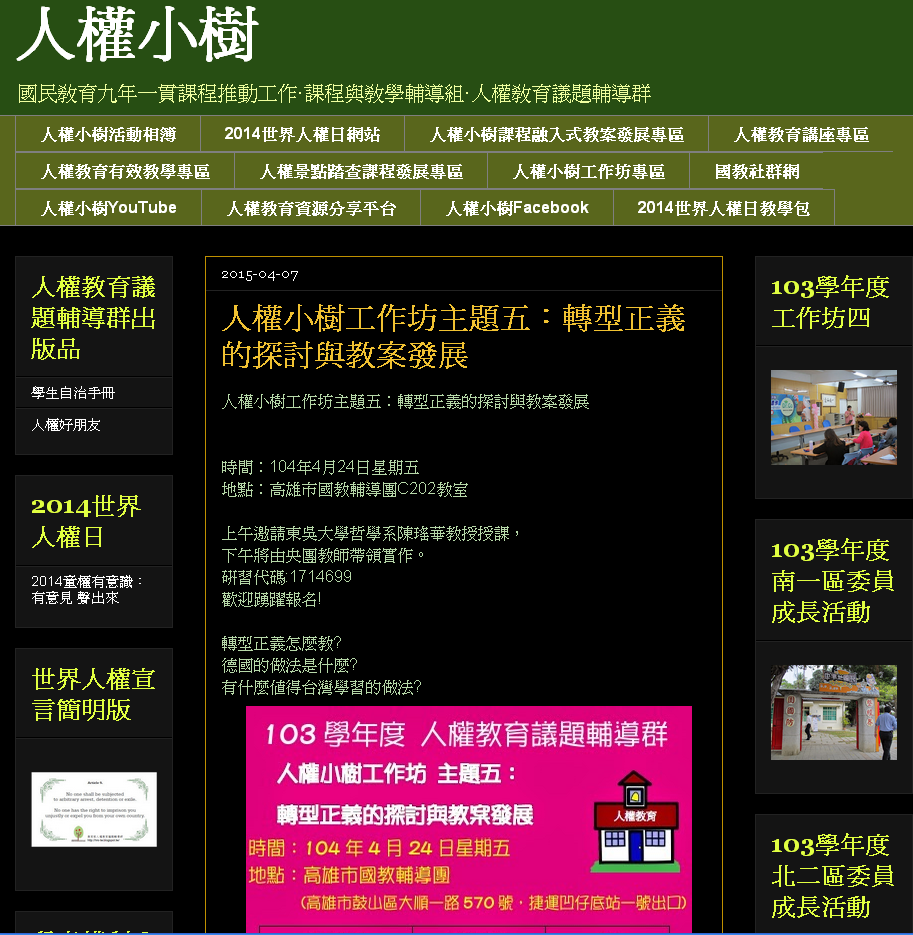 人權小樹
國民教育九年一貫課程推動工作·課程與教學輔導組·人權教育議題輔導群
人權小樹活動相簿
2014世界人權日網站
人權小樹課程融入式教案發展專區
人權教育講座專區
人權教育有效教學專區
人權景點踏查課程發展專區
人權小樹工作坊專區
國教社群網
人權小樹YouTube
人權教育資源分享平台
人權小樹Facebook
2014世界人權日教學包
人權教育議
題輔導群出
版品
學生自治手冊
人權好朋友
2014世界
人權日
2014童權有意識：
有意見 聲出來
世界人權宣
言簡明版
No one shall be subjected
to arbitrary arrest, detention or exile.
No one has the right to imprison you
unjustly or expel you from your own country.
2015-04-07
人權小樹工作坊主題五：轉型正義
的探討與教案發展
人權小樹工作坊主題五：轉型正義的探討與教案發展
時間：104年4月24日星期五
地點：高雄市國教輔導團C202教室
上午邀請東吳大學哲學系陳瑤華教授授課，
下午將由央團教師帶領實作。
研習代碼:1714699
歡迎踴躍報名!
轉型正義怎麼教?
德國的做法是什麼?
有什麼值得台灣學習的做法?
103 學年度 人權教育議題輔導群
人權小樹工作坊 主題五：
轉型正義的探討與教案發展
人權教育
時間：104 年 4 月 24 日星期五
地點：高雄市國教輔導團
（高雄市鼓山區大順一路 570 號，捷運凹仔底站一號出口）
103學年度
工作坊四
103學年度
南一區委員
成長活動
103學年度
北二區委員
成長活動